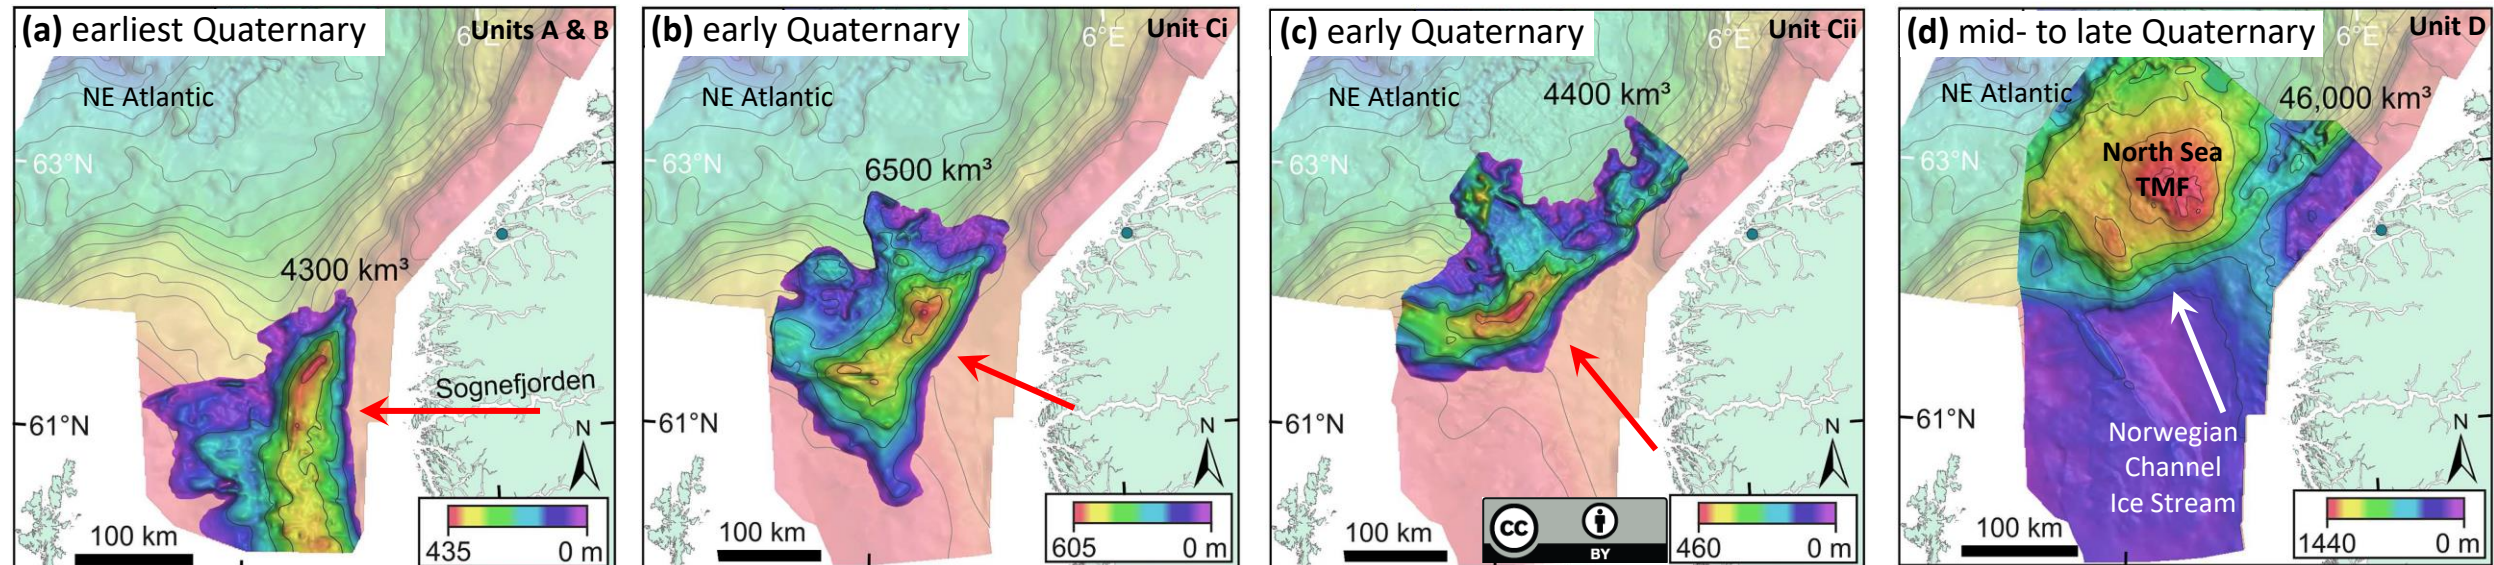 (a) earliest Quaternary
6°E
Units A & B
NE Atlantic
63°N
4300 km³
Sognefjorden
61°N
N
100 km
435
0 m
(b) early Quaternary
6°E
Unit Ci
NE Atlantic
63°N
6500 km³
61°N
N
100 km
605
0 m
(c) early Quaternary
6°E
Unit Cii
NE Atlantic
4400 km³
63°N
61°N
N
100 km
cc
BY
460
0 m
(d) mid- to late Quaternary
6°E
Unit D
NE Atlantic
46,000 km³
63°N
North Sea
TMF
61°N
Norwegian
Channel
Ice Stream
N
100 km
1440
0 m